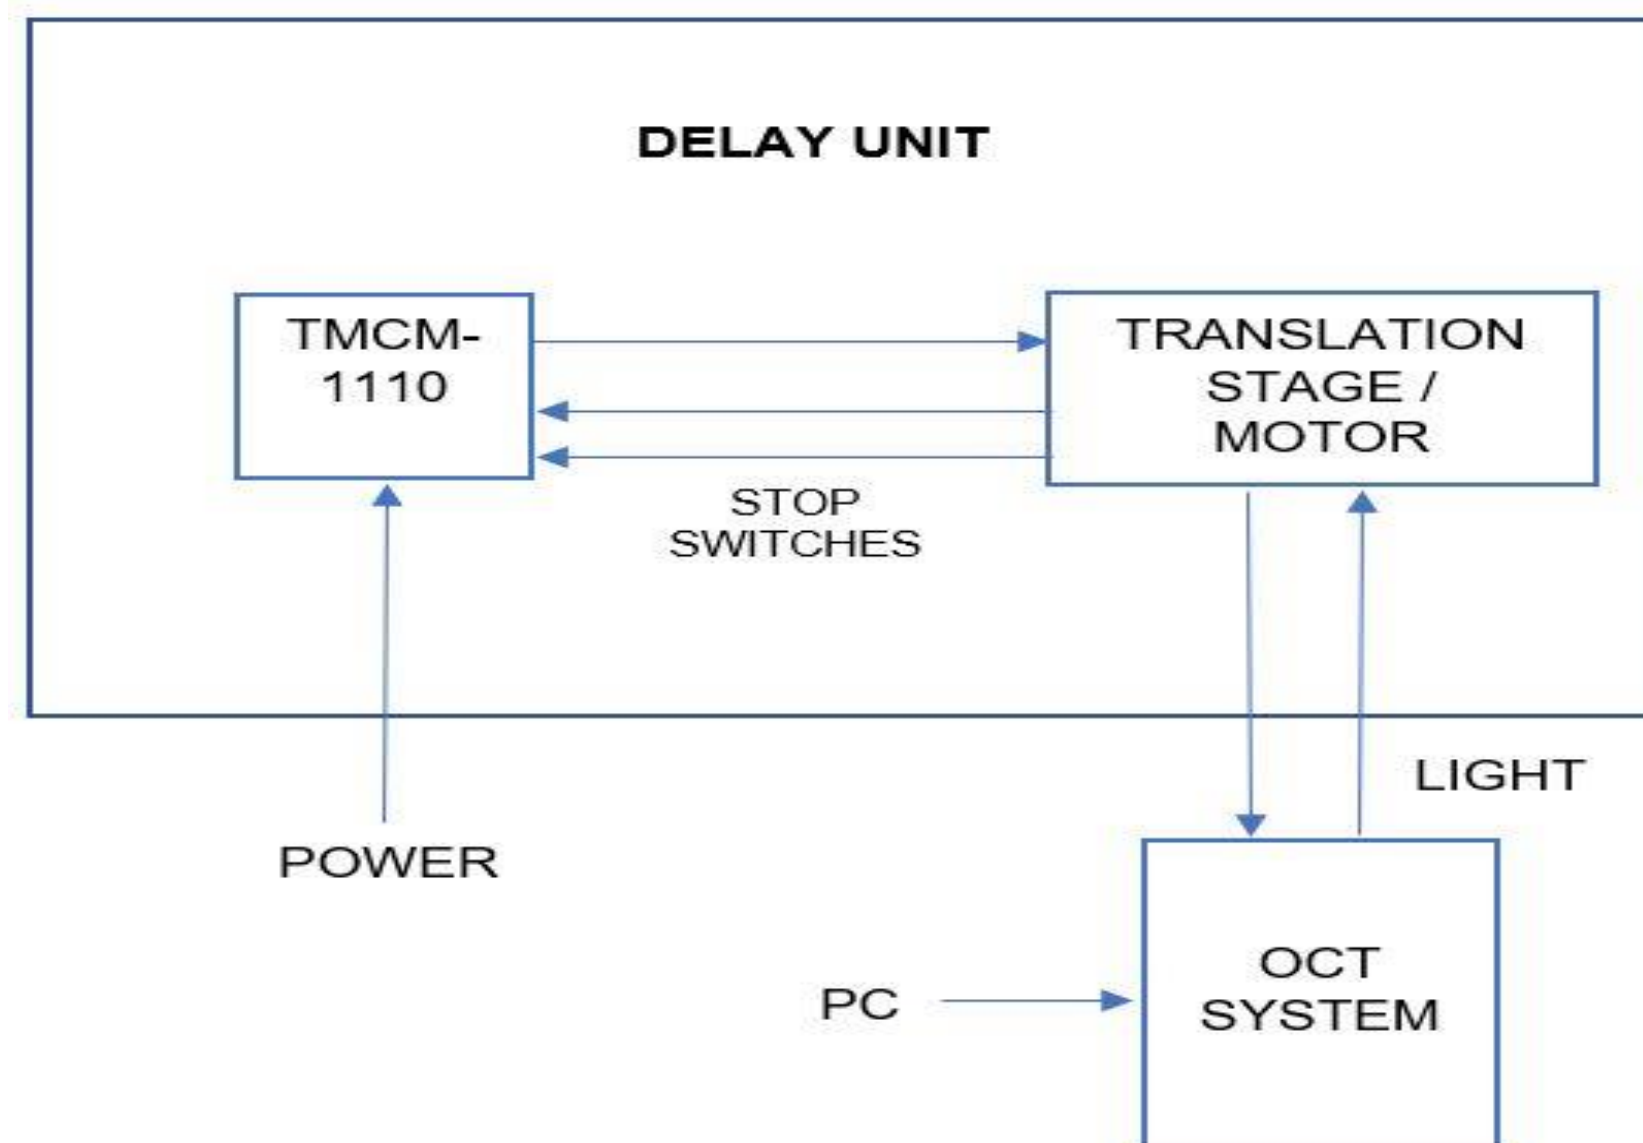 DELAY UNIT
TMCM-
1110
TRANSLATION
STAGE /
MOTOR
STOP
SWITCHES
LIGHT
POWER
OCT
SYSTEM
PC